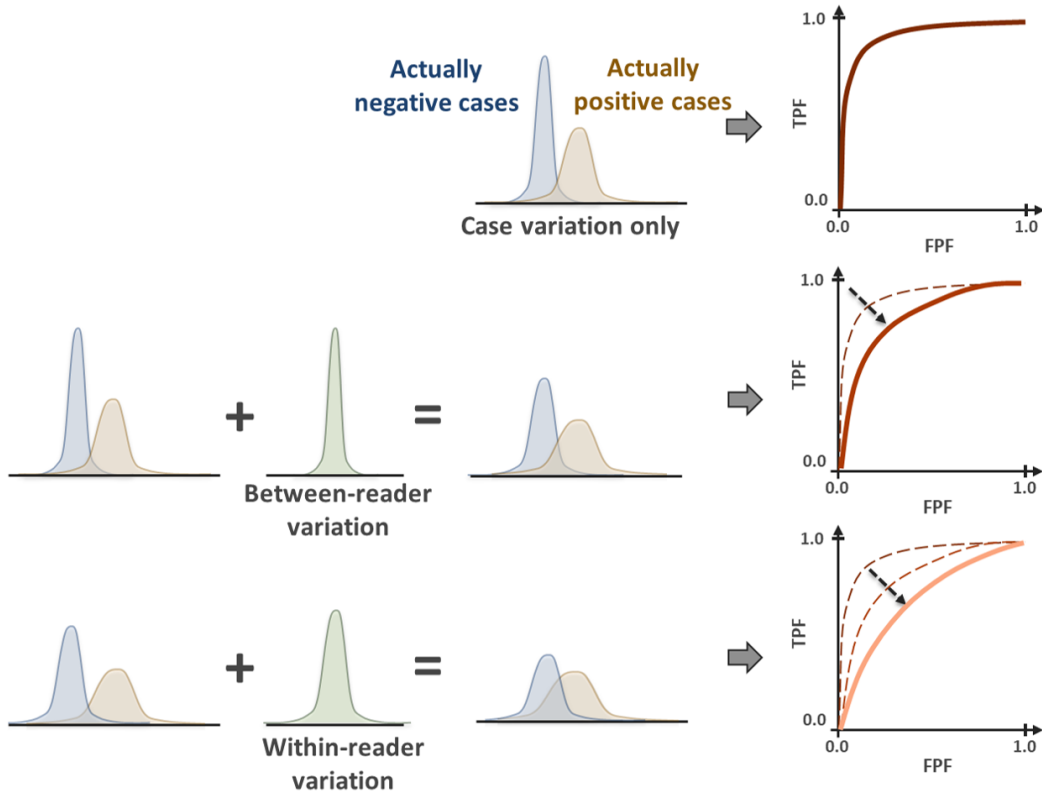 Actually
negative cases
Actually
positive cases
Case variation only
1.0
TPF
0.0
0.0
1.0
FPF
+
=
Between-reader
variation
1.0
TPF
0.0
0.0
1.0
FPF
+
=
Within-reader
variation
1.0
TPF
0.0
0.0
1.0
FPF